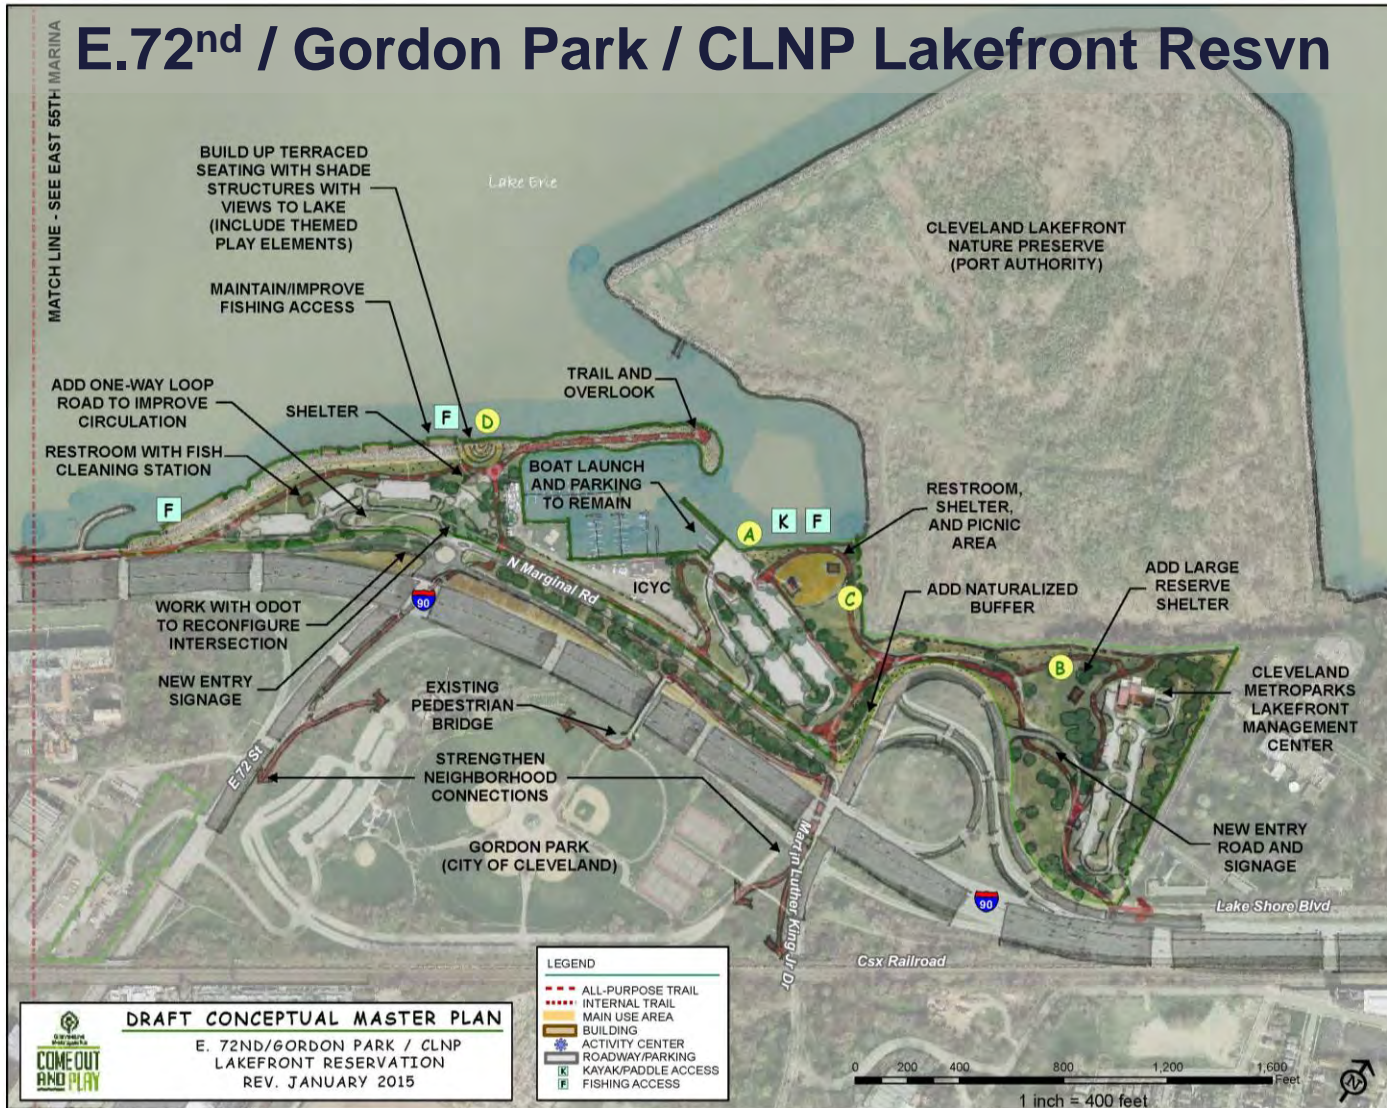 E.72nd / Gordon Park / CLNP Lakefront Resvn
MATCH LINE - SEE EAST 55TH MARINA
BUILD UP TERRACED
SEATING WITH SHADE
STRUCTURES WITH
VIEWS TO LAKE
(INCLUDE THEMED
PLAY ELEMENTS)
Lake Erie
CLEVELAND LAKEFRONT
NATURE PRESERVE
(PORT AUTHORITY)
MAINTAIN/IMPROVE
FISHING ACCESS
TRAIL AND
OVERLOOK
ADD ONE-WAY LOOP
ROAD TO IMPROVE
CIRCULATION
SHELTER
F
D
RESTROOM WITH FISH
CLEANING STATION
F
BOAT LAUNCH
AND PARKING
TO REMAIN
A
K
F
RESTROOM,
SHELTER,
AND PICNIC
AREA
N Marginal Rd
ICYC
C
ADD NATURALIZED
BUFFER
ADD LARGE
RESERVE
SHELTER
90
WORK WITH ODOT
TO RECONFIGURE
INTERSECTION
NEW ENTRY
SIGNAGE
B
CLEVELAND
METROPARKS
LAKEFRONT
MANAGEMENT
CENTER
EXISTING
PEDESTRIAN
BRIDGE
E 72 St
STRENGTHEN
NEIGHBORHOOD
CONNECTIONS
GORDON PARK
(CITY OF CLEVELAND)
Martin Luther King Jr Dr
NEW ENTRY
ROAD AND
SIGNAGE
90
Lake Shore Blvd
Csx Railroad
LEGEND
ALL-PURPOSE TRAIL
INTERNAL TRAIL
MAIN USE AREA
BUILDING
ACTIVITY CENTER
ROADWAY/PARKING
K KAYAK/PADDLE ACCESS
F FISHING ACCESS
Cleveland Metroparks
COME OUT
AND PLAY
DRAFT CONCEPTUAL MASTER PLAN
E. 72ND/GORDON PARK / CLNP
LAKEFRONT RESERVATION
REV. JANUARY 2015
0 200 400 800 1,200 1,600
Feet
1 inch = 400 feet
N